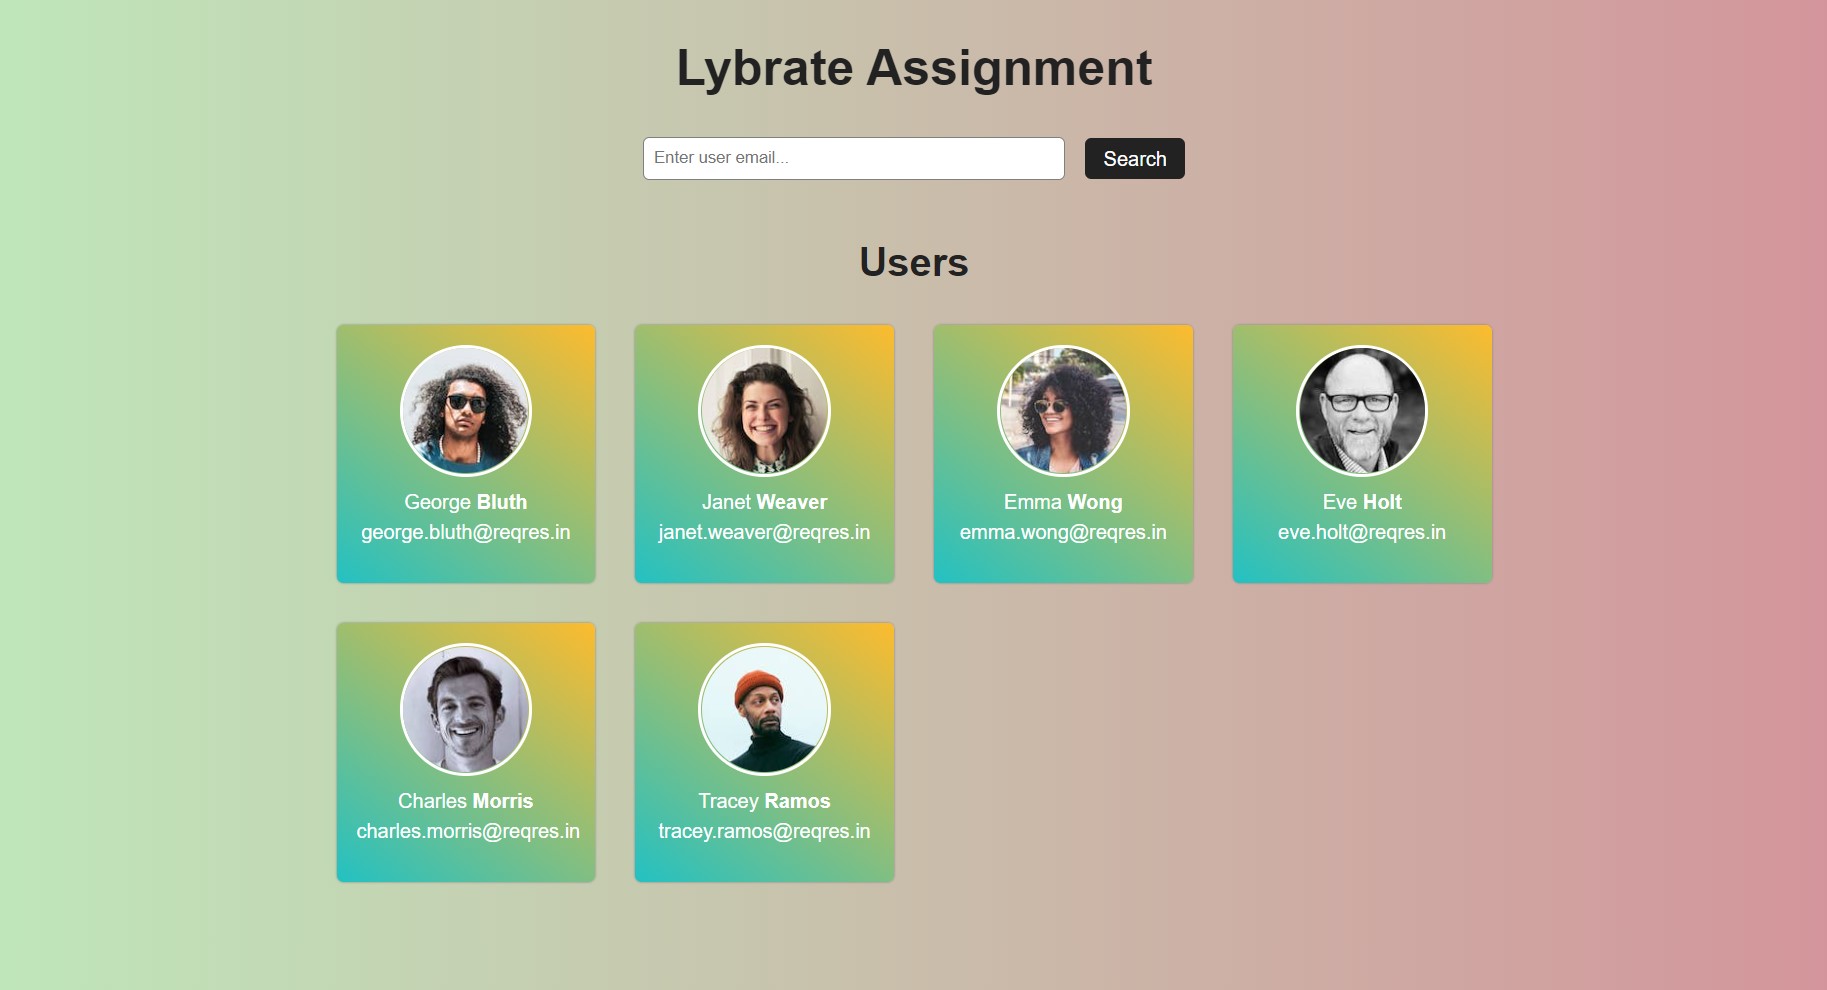 Lybrate Assignment
Enter user email...
Search
Users
George Bluth
george.bluth@reqres.in
Janet Weaver
janet.weaver@reqres.in
Emma Wong
emma.wong@reqres.in
Eve Holt
eve.holt@reqres.in
Charles Morris
charles.morris@reqres.in
Tracey Ramos
tracey.ramos@reqres.in